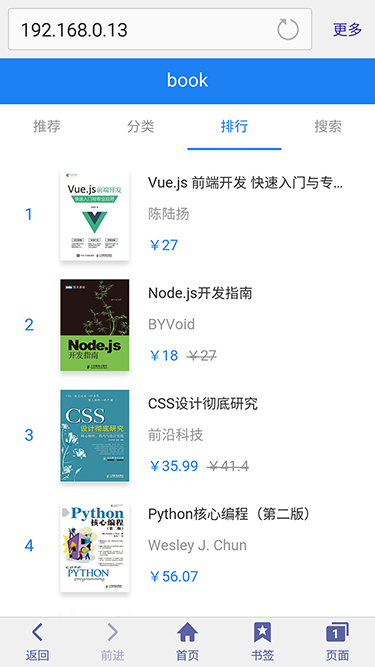 192.168.0.13 更多
book
推荐 分类 排行 搜索
1
Vue.js 前端开发
快速入门与专业应用
Vue.js 前端开发 快速入门与专...
陈陆扬
￥27
2
Node.js
开发指南
Node.js开发指南
BYVoid
￥18 ￥27
3
CSS
设计彻底研究
CSS设计彻底研究
前沿科技
￥35.99 ￥41.4
4
Python
核心编程
(第二版)
CORE
PYTHON
programming
Python核心编程（第二版）
Wesley J. Chun
￥56.07
返回 前进 首页 书签 1 页面